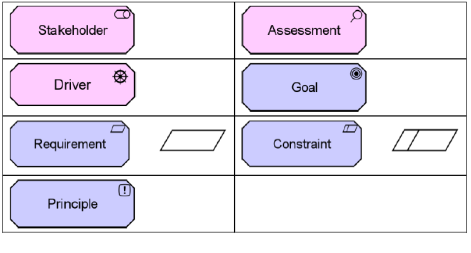 Stakeholder
Assessment
Driver
Goal
Requirement
Constraint
Principle